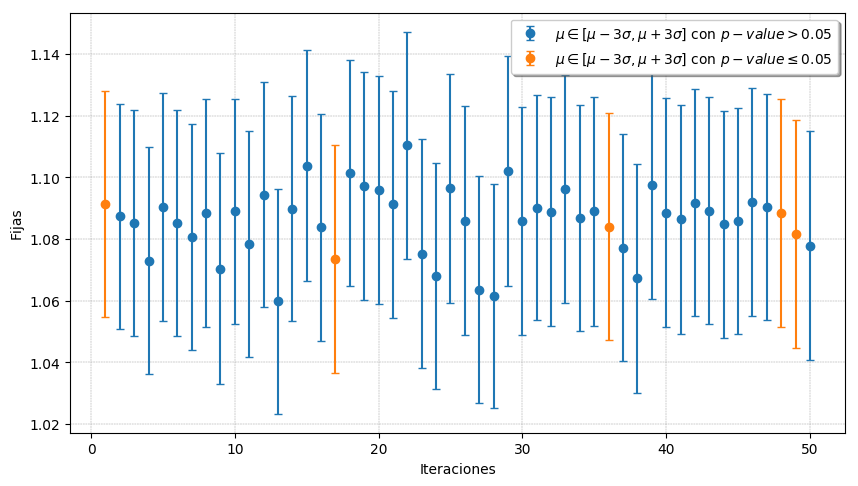 μ ∈ [μ − 3σ, μ + 3σ] con p − value > 0.05
μ ∈ [μ − 3σ, μ + 3σ] con p − value ≤ 0.05
1.14
1.12
1.10
1.08
1.06
1.04
1.02
Fijas
0 10 20 30 40 50
Iteraciones